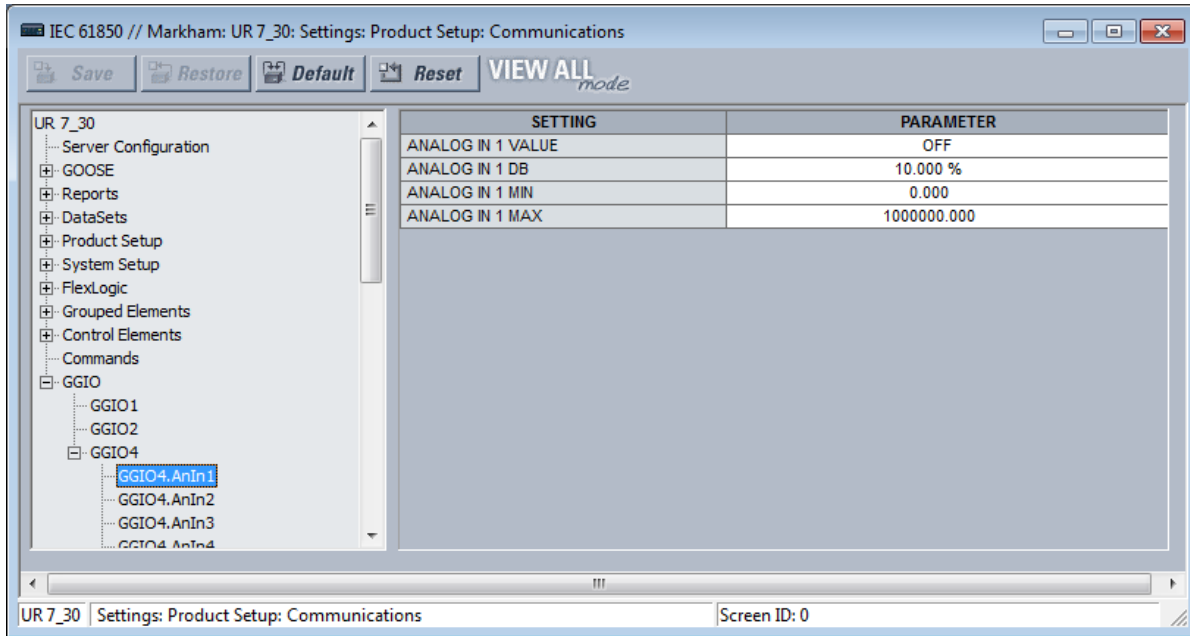 IEC 61850 // Markham: UR 7_30: Settings: Product Setup: Communications
Save Restore Default Reset VIEW ALL mode
UR 7_30
Server Configuration
GOOSE
Reports
DataSets
Product Setup
System Setup
FlexLogic
Grouped Elements
Control Elements
Commands
GGIO
GGIO1
GGIO2
GGIO4
GGIO4.AnIn1
GGIO4.AnIn2
GGIO4.AnIn3
GGIO4.AnIn4
SETTING PARAMETER
ANALOG IN 1 VALUE OFF
ANALOG IN 1 DB 10.000 %
ANALOG IN 1 MIN 0.000
ANALOG IN 1 MAX 1000000.000
UR 7_30 Settings: Product Setup: Communications Screen ID: 0